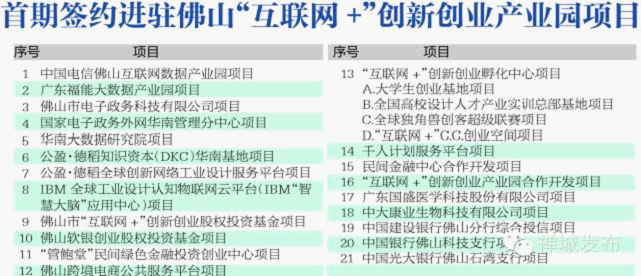 首期签约进驻佛山“互联网+”创新创业产业园项目
序号 项目
1 中国电信佛山互联网数据产业园项目
2 广东福能大数据产业园项目
3 佛山市电子政务科技有限公司项目
4 国家电子政务外网华南管理分中心项目
5 华南大数据研究院项目
6 公盈·德稻知识资本(DKC)华南基地项目
7 公盈·德稻全球创新网络工业设计服务平台项目
8 IBM 全球工业设计认知物联网云平台(IBM“智
慧大脑”应用中心)项目
9 佛山市“互联网+”创新创业股权投资基金项目
10 佛山软银创业股权投资基金项目
11 “管鲍堂”民间绿色金融投资创业中心项目
12 佛山跨境电商公共服务平台项目
序号 项目
13 “互联网+”创新创业孵化中心项目
A.大学生创业基地项目
B.全国高校设计人才产业实训总部基地项目
C.全球独角兽创客超级联赛项目
D.“互联网+”C.C.创业空间项目
14 千人计划服务平台项目
15 民间金融中心合作开发项目
16 “互联网+”创新创业产业园合作开发项目
17 广东国盛医学科技股份有限公司项目
18 中大康业生物科技有限公司项目
19 中国建设银行佛山分行综合授信项目
20 中国银行佛山科技支行项目
21 中国光大银行佛山石湾支行项目
禅城发布